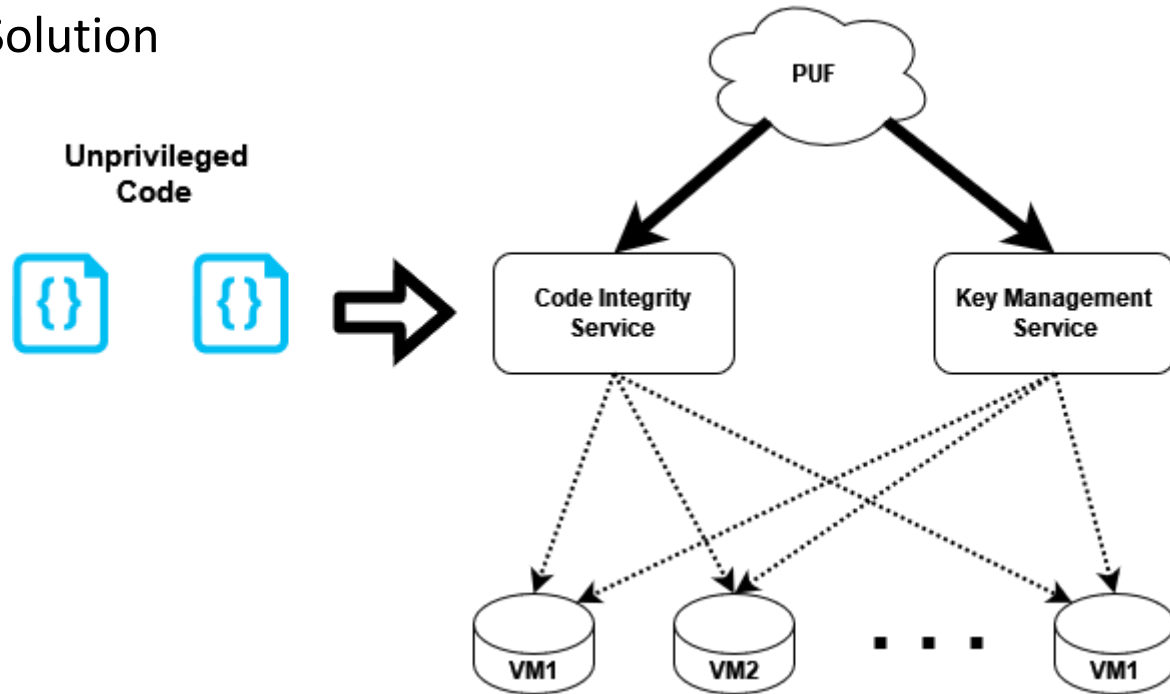 Solution
PUF
Unprivileged
Code
{}
{}
Code Integrity
Service
Key Management
Service
VM1
VM2
. . .
VM1